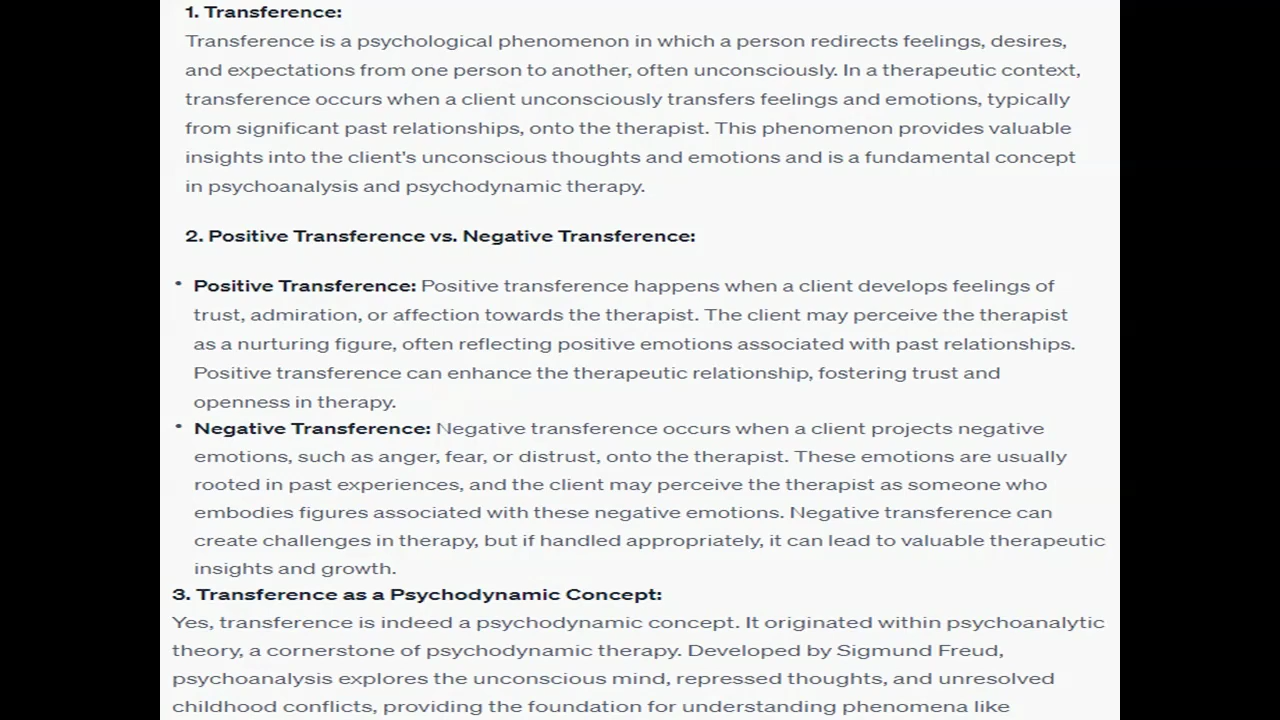 1. Transference:
Transference is a psychological phenomenon in which a person redirects feelings, desires,
and expectations from one person to another, often unconsciously. In a therapeutic context,
transference occurs when a client unconsciously transfers feelings and emotions, typically
from significant past relationships, onto the therapist. This phenomenon provides valuable
insights into the client's unconscious thoughts and emotions and is a fundamental concept
in psychoanalysis and psychodynamic therapy.
2. Positive Transference vs. Negative Transference:
• Positive Transference: Positive transference happens when a client develops feelings of
trust, admiration, or affection towards the therapist. The client may perceive the therapist
as a nurturing figure, often reflecting positive emotions associated with past relationships.
Positive transference can enhance the therapeutic relationship, fostering trust and
openness in therapy.
• Negative Transference: Negative transference occurs when a client projects negative
emotions, such as anger, fear, or distrust, onto the therapist. These emotions are usually
rooted in past experiences, and the client may perceive the therapist as someone who
embodies figures associated with these negative emotions. Negative transference can
create challenges in therapy, but if handled appropriately, it can lead to valuable therapeutic
insights and growth.
3. Transference as a Psychodynamic Concept:
Yes, transference is indeed a psychodynamic concept. It originated within psychoanalytic
theory, a cornerstone of psychodynamic therapy. Developed by Sigmund Freud,
psychoanalysis explores the unconscious mind, repressed thoughts, and unresolved
childhood conflicts, providing the foundation for understanding phenomena like